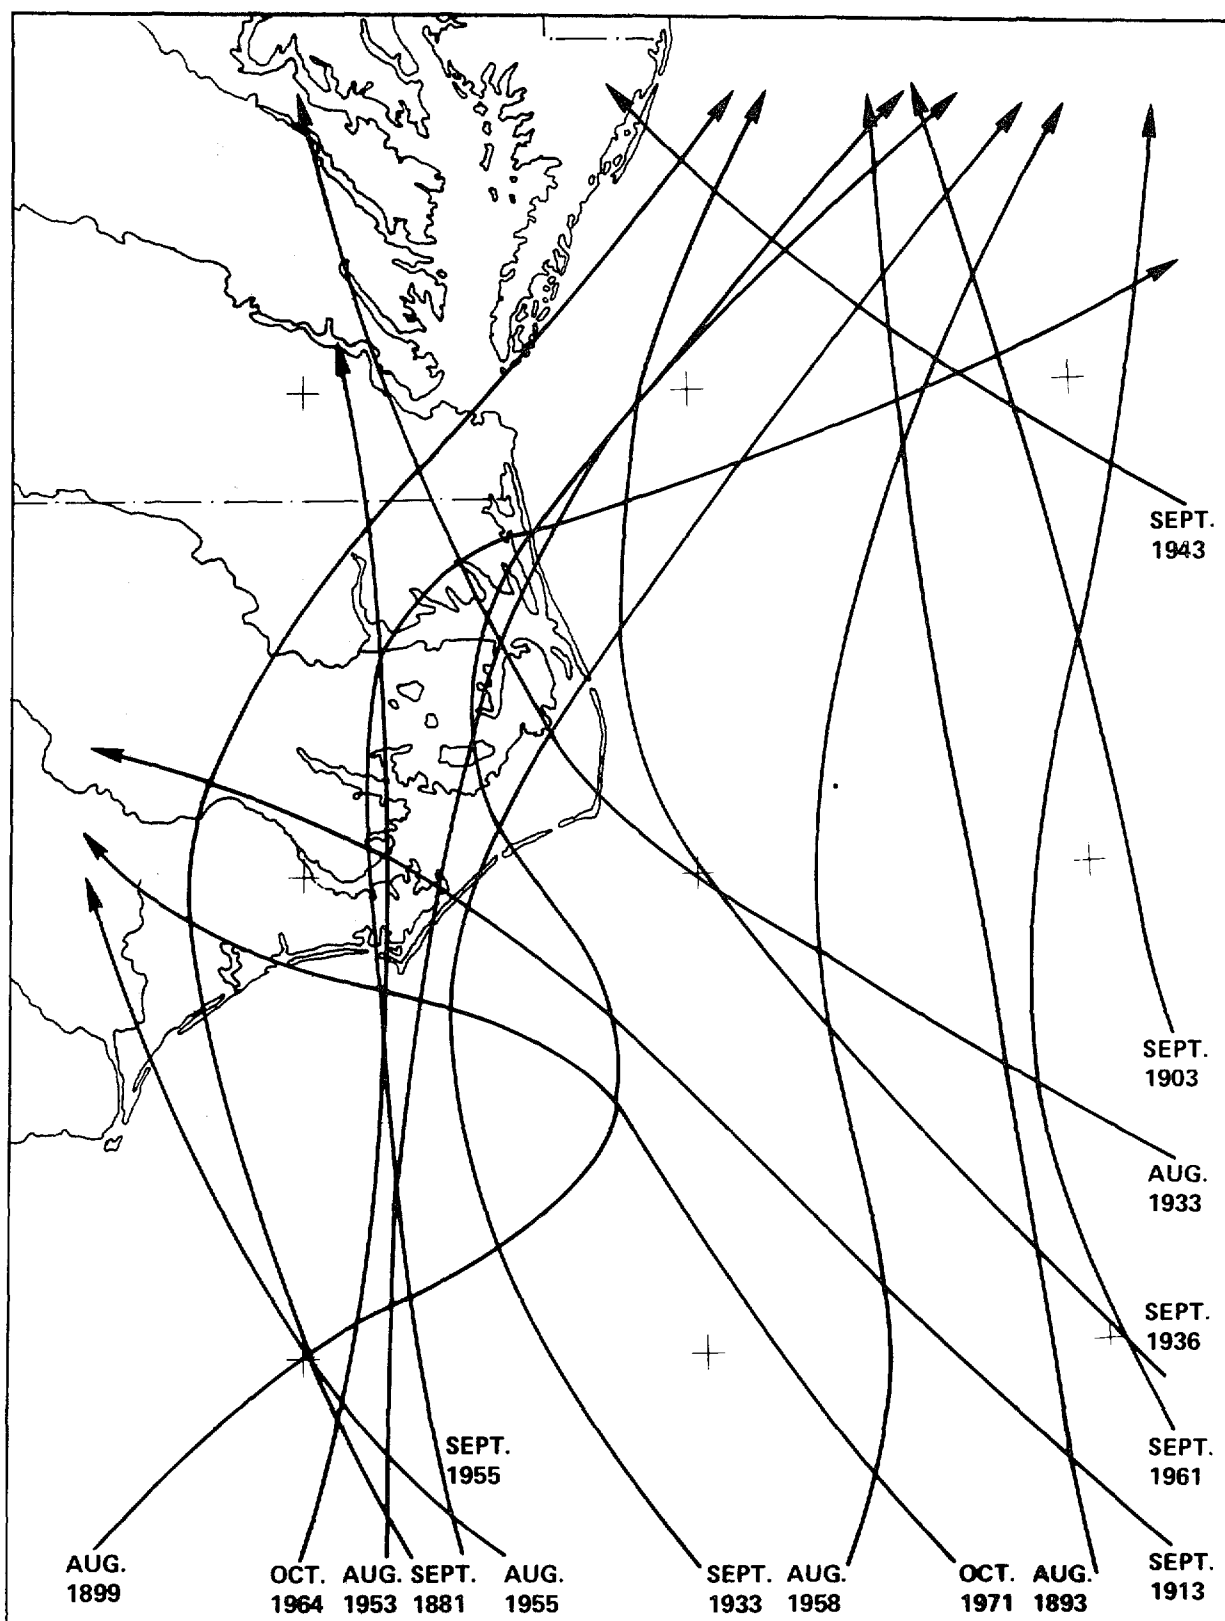 SEPT.
1943
SEPT.
1903
AUG.
1933
SEPT.
1936
SEPT.
1961
SEPT.
1913
SEPT.
1955
AUG.
1899
OCT.
1964
AUG.
1953
SEPT.
1881
AUG.
1955
SEPT.
1933
AUG.
1958
OCT.
1971
AUG.
1893